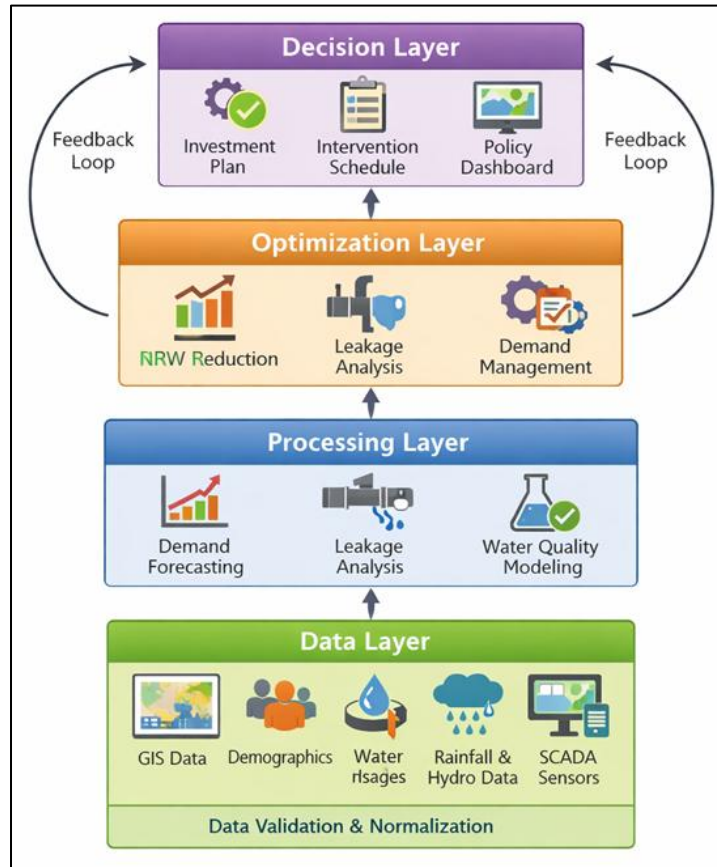 Decision Layer
Feedback
Loop
Investment
Plan
Intervention
Schedule
Policy
Dashboard
Feedback
Loop
Optimization Layer
ÑRW Reduction
Leakage
Analysis
Demand
Management
Processing Layer
Demand
Forecasting
Leakage
Analysis
Water Quality
Modeling
Data Layer
GIS Data
Demographics
Water
Rainfall &
Hydro Data
SCADA
Sensors
Data Validation & Normalization